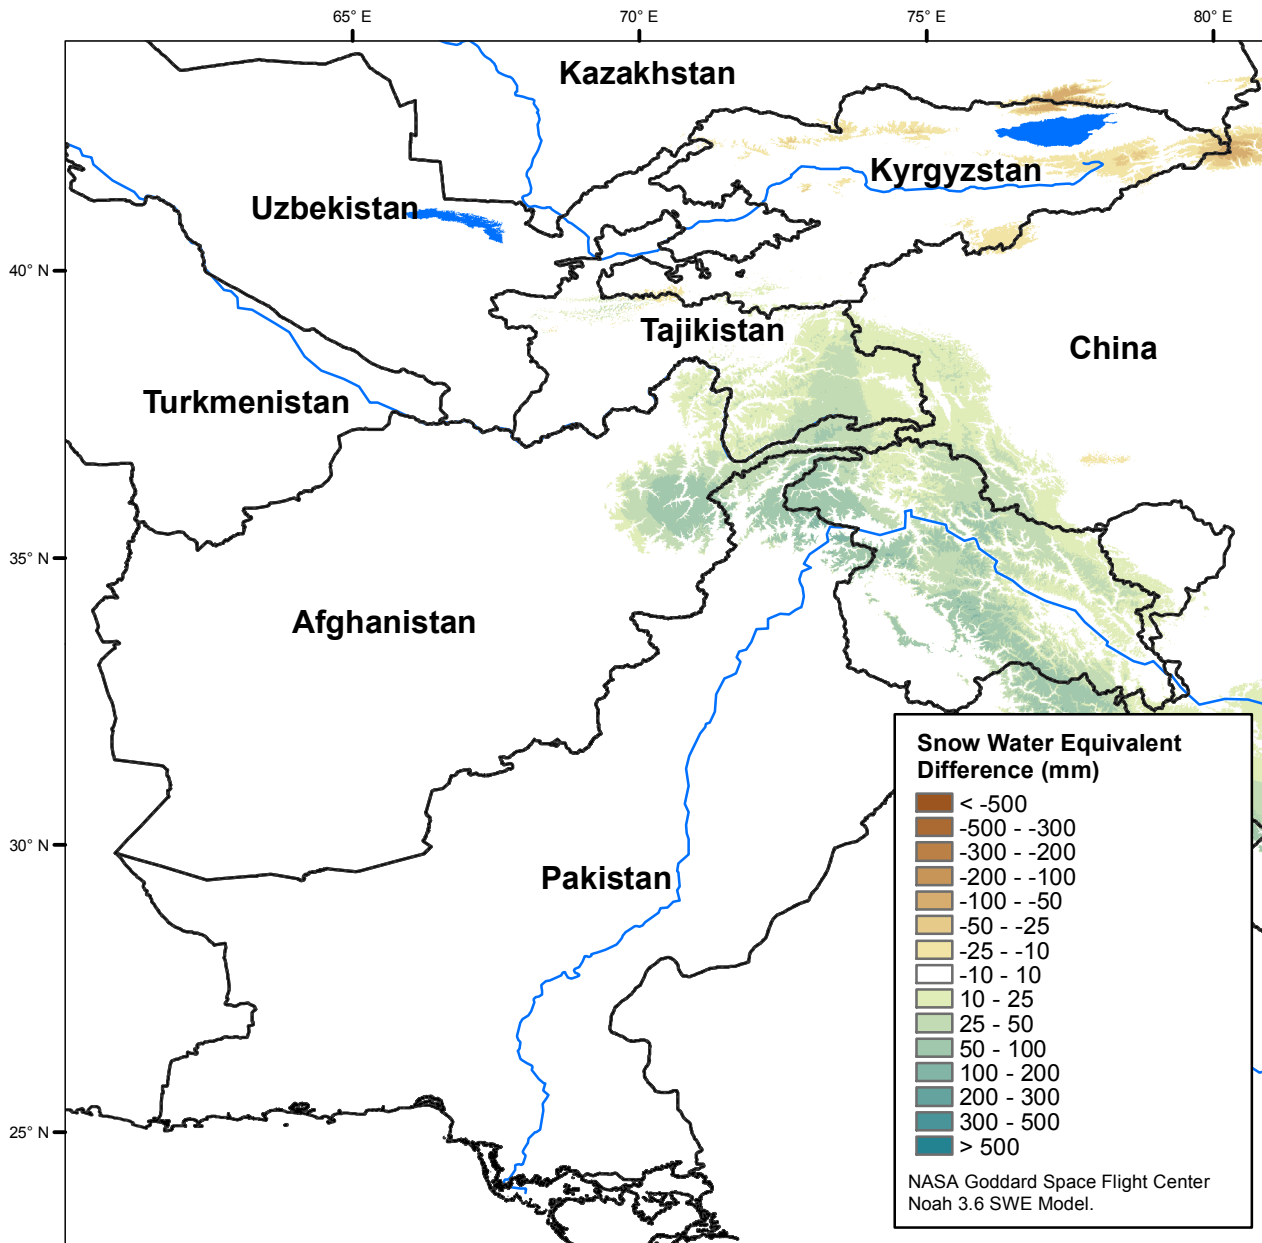 65° E
70° E
75° E
80° E
Kazakhstan
Kyrgyzstan
Uzbekistan
40° N
Tajikistan
China
Turkmenistan
35° N
Afghanistan
30° N
Pakistan
25° N
Snow Water Equivalent
Difference (mm)
< -500
-500 - -300
-300 - -200
-200 - -100
-100 - -50
-50 - -25
-25 - -10
-10 - 10
10 - 25
25 - 50
50 - 100
100 - 200
200 - 300
300 - 500
> 500
NASA Goddard Space Flight Center
Noah 3.6 SWE Model.